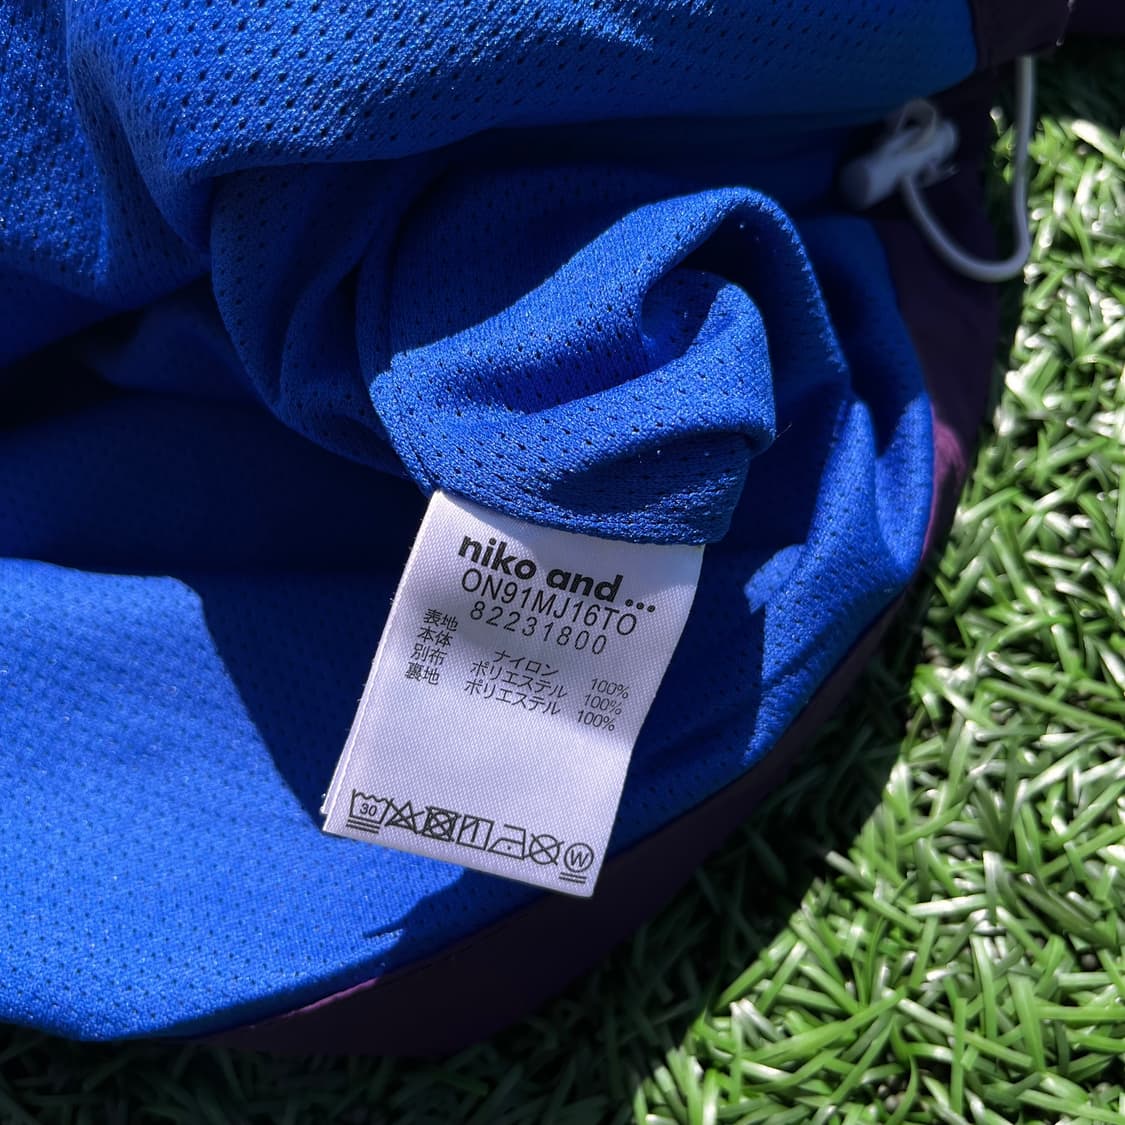 niko and...
ON91MJ16TO
82231800
表地
本体 ナイロン 100%
別布 ポリエステル 100%
裏地 ポリエステル 100%
30
W